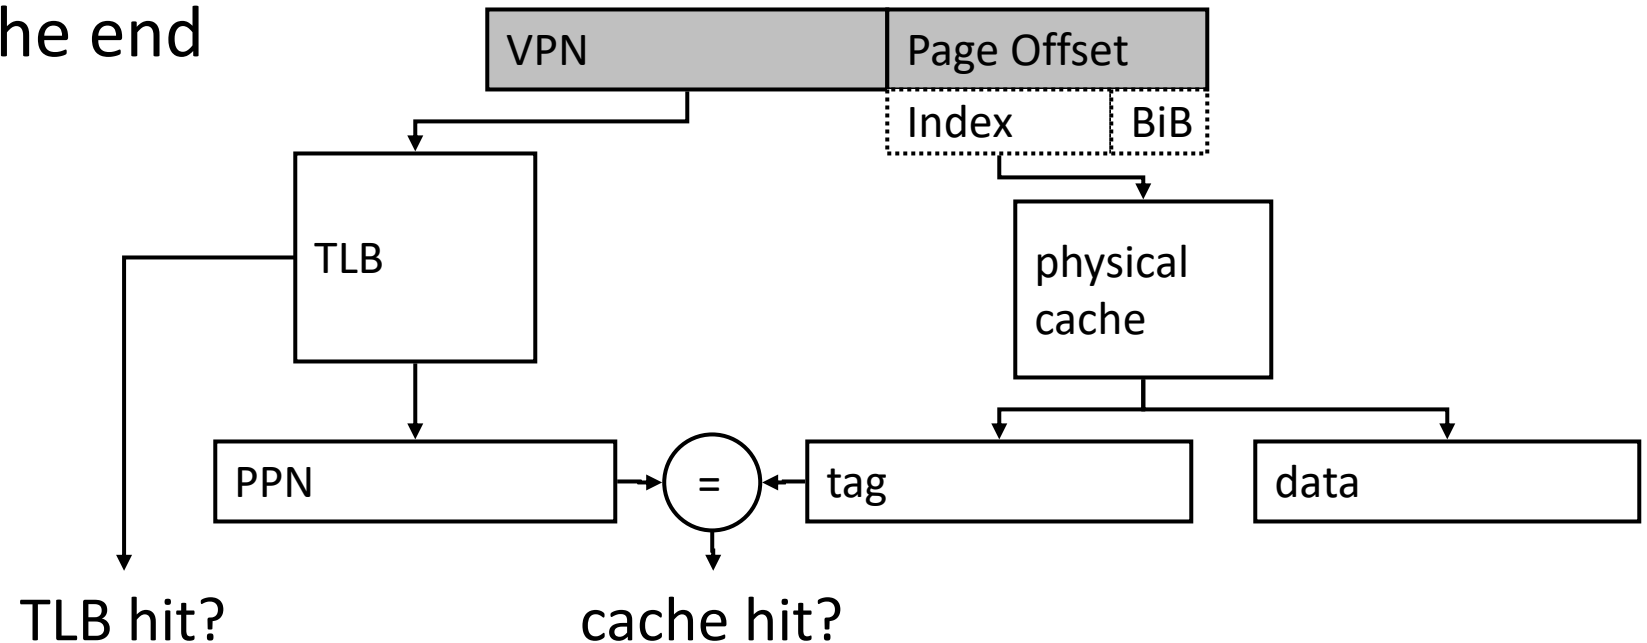 he end
VPN
Page Offset
Index
BiB
TLB
physical
cache
PPN
=
tag
data
TLB hit?
cache hit?